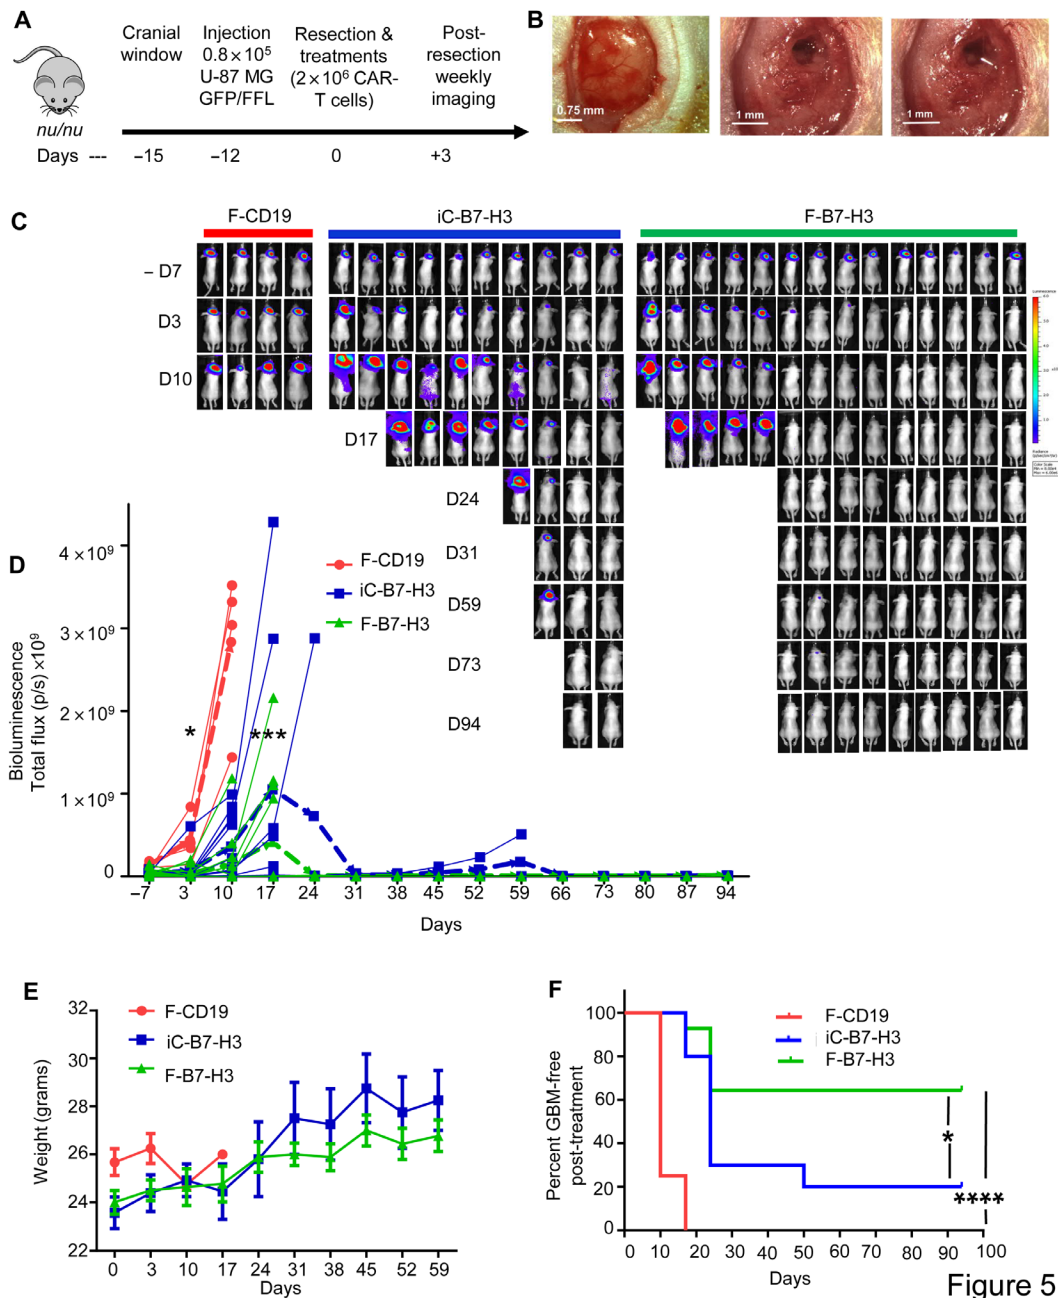 A
Cranial
window
Injection
0.8×10⁵
U-87 MG
GFP/FFL
Resection &
treatments
(2×10⁶ CAR-
T cells)
Post-
resection
weekly
imaging
nu/nu
Days --- –15 –12 0 +3
B
0.75 mm
1 mm
1 mm
C
F-CD19
iC-B7-H3
F-B7-H3
– D7
D3
D10
D17
D24
D31
D59
D73
D94
Luminescence
D
Bioluminescence
Total flux (p/s) ×10⁹
4×10⁹
3×10⁹
2×10⁹
1×10⁹
0
F-CD19
iC-B7-H3
F-B7-H3
*
***
–7 3 10 17 24 31 38 45 52 59 66 73 80 87 94
Days
E
Weight (grams)
32
30
28
26
24
22
F-CD19
iC-B7-H3
F-B7-H3
0 3 10 17 24 31 38 45 52 59
Days
F
Percent GBM-free
post-treatment
100
80
60
40
20
0
F-CD19
iC-B7-H3
F-B7-H3
*
****
0 10 20 30 40 50 60 70 80 90 100
Days
Figure 5